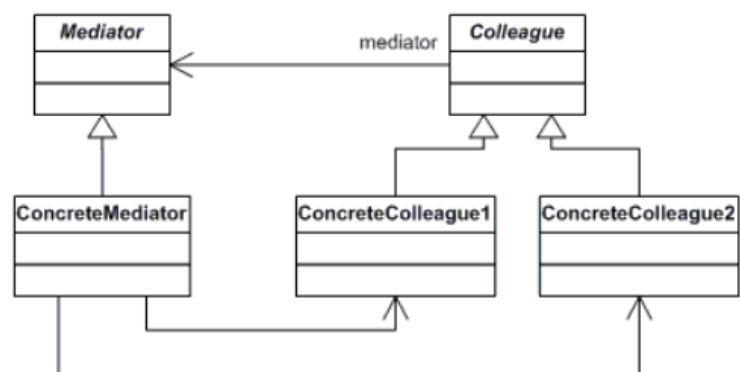 Mediator
mediator
Colleague
ConcreteMediator
ConcreteColleague1
ConcreteColleague2